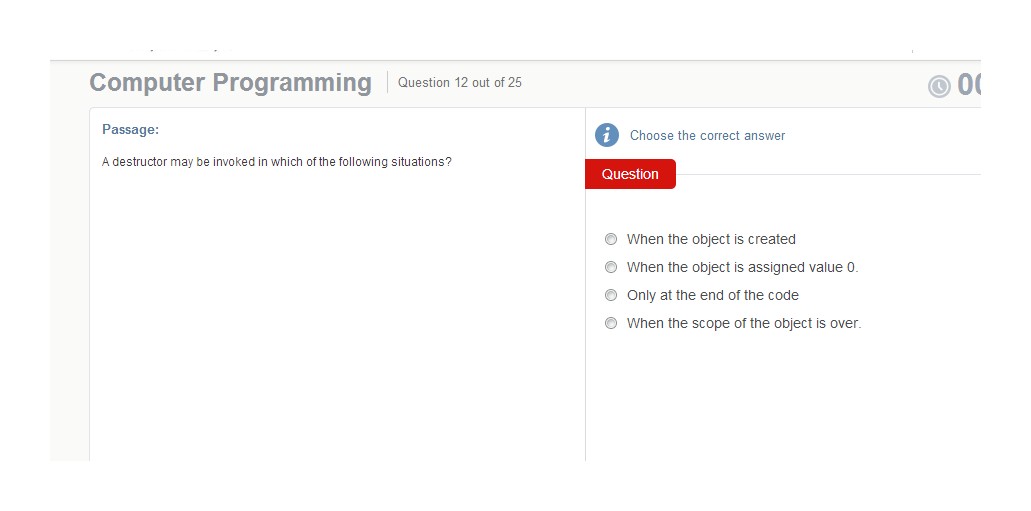 Computer Programming Question 12 out of 25
Passage:
A destructor may be invoked in which of the following situations?
Choose the correct answer
Question
When the object is created
When the object is assigned value 0.
Only at the end of the code
When the scope of the object is over.